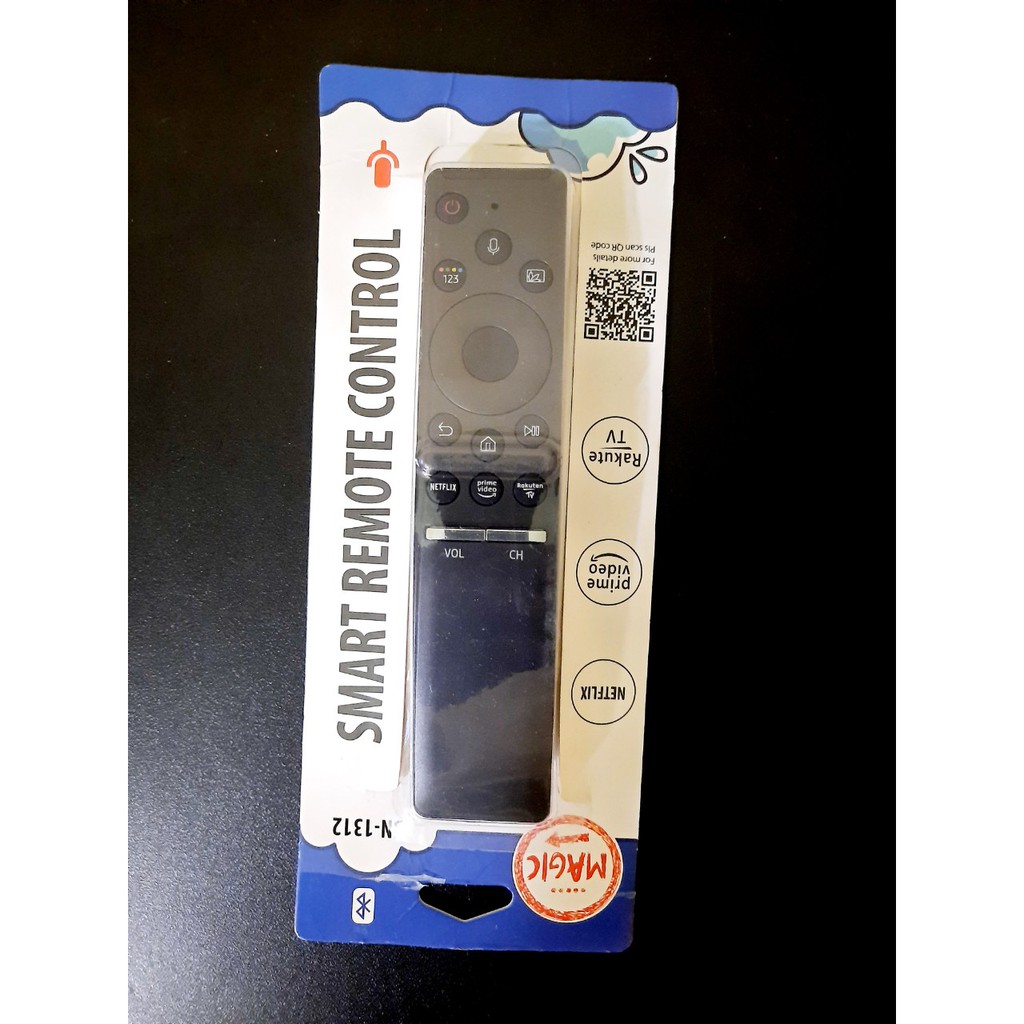 SMART REMOTE CONTROL
For more details
Pls scan QR code
123
NETFLIX
prime
video
Rakuten
TV
VOL
CH
Rakute
TV
prime
video
NETFLIX
N-1312
MAGIC